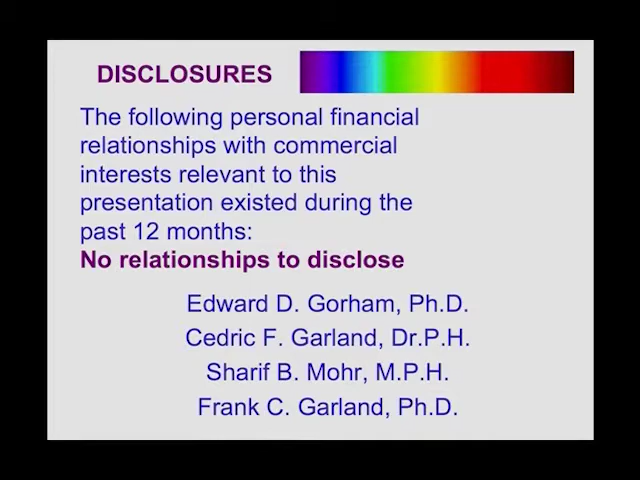 DISCLOSURES
The following personal financial
relationships with commercial
interests relevant to this
presentation existed during the
past 12 months:
No relationships to disclose
Edward D. Gorham, Ph.D.
Cedric F. Garland, Dr.P.H.
Sharif B. Mohr, M.P.H.
Frank C. Garland, Ph.D.